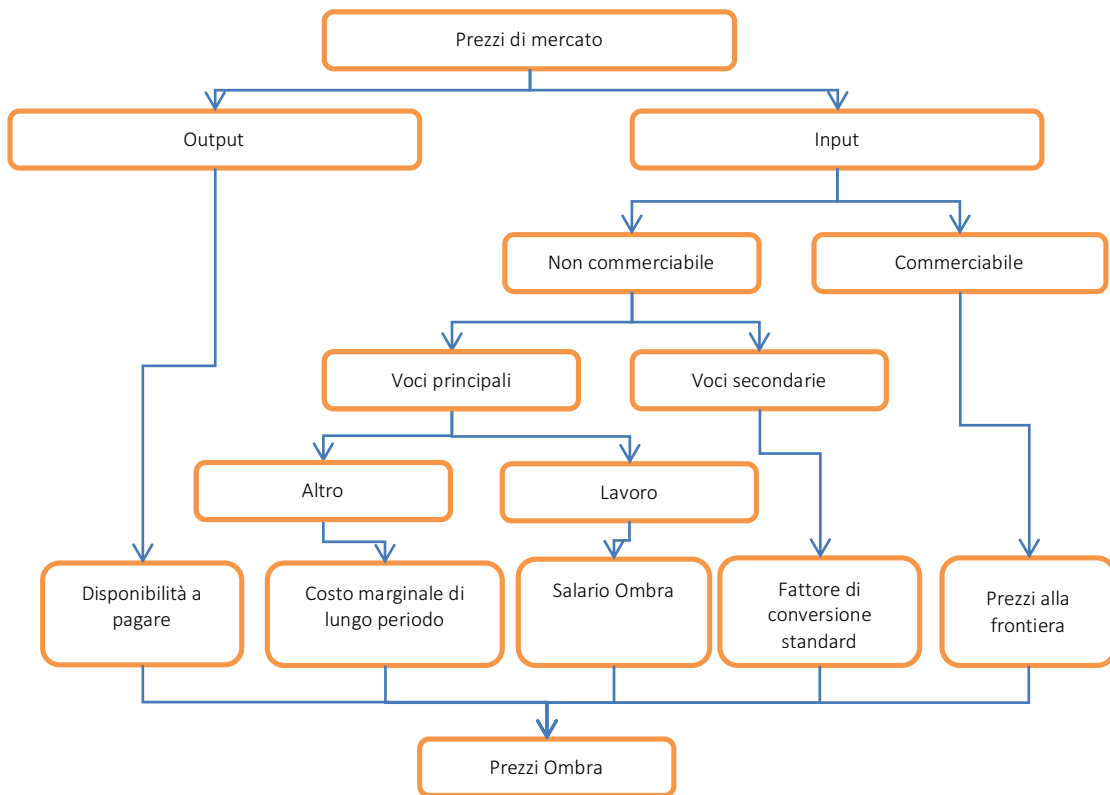 Prezzi di mercato
Output
Input
Non commerciabile
Commerciabile
Voci principali
Voci secondarie
Altro
Lavoro
Disponibilità a
pagare
Costo marginale di
lungo periodo
Salario Ombra
Fattore di
conversione
standard
Prezzi alla
frontiera
Prezzi Ombra